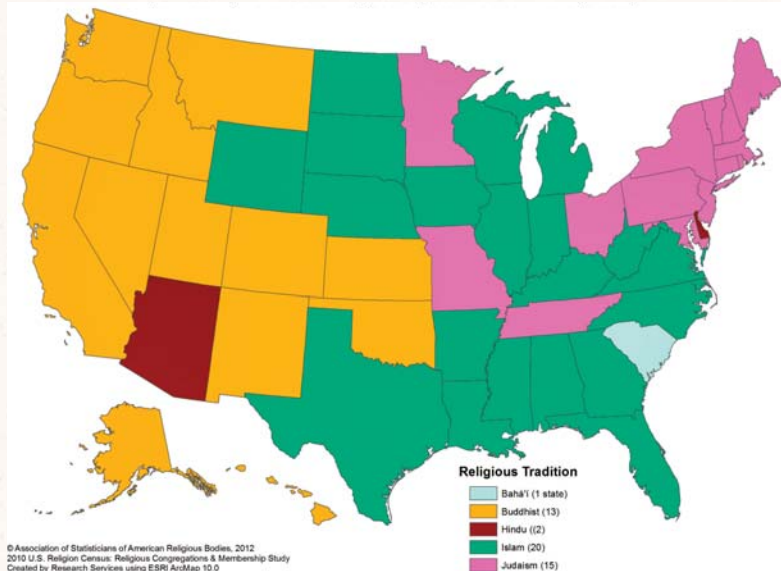 Religious Tradition
Bahá'í (1 state)
Buddhist (13)
Hindu ((2)
Islam (20)
Judaism (15)
© Association of Statisticians of American Religious Bodies, 2012
2010 U.S. Religion Census: Religious Congregations & Membership Study
Created by Research Services using ESRI ArcMap 10.0